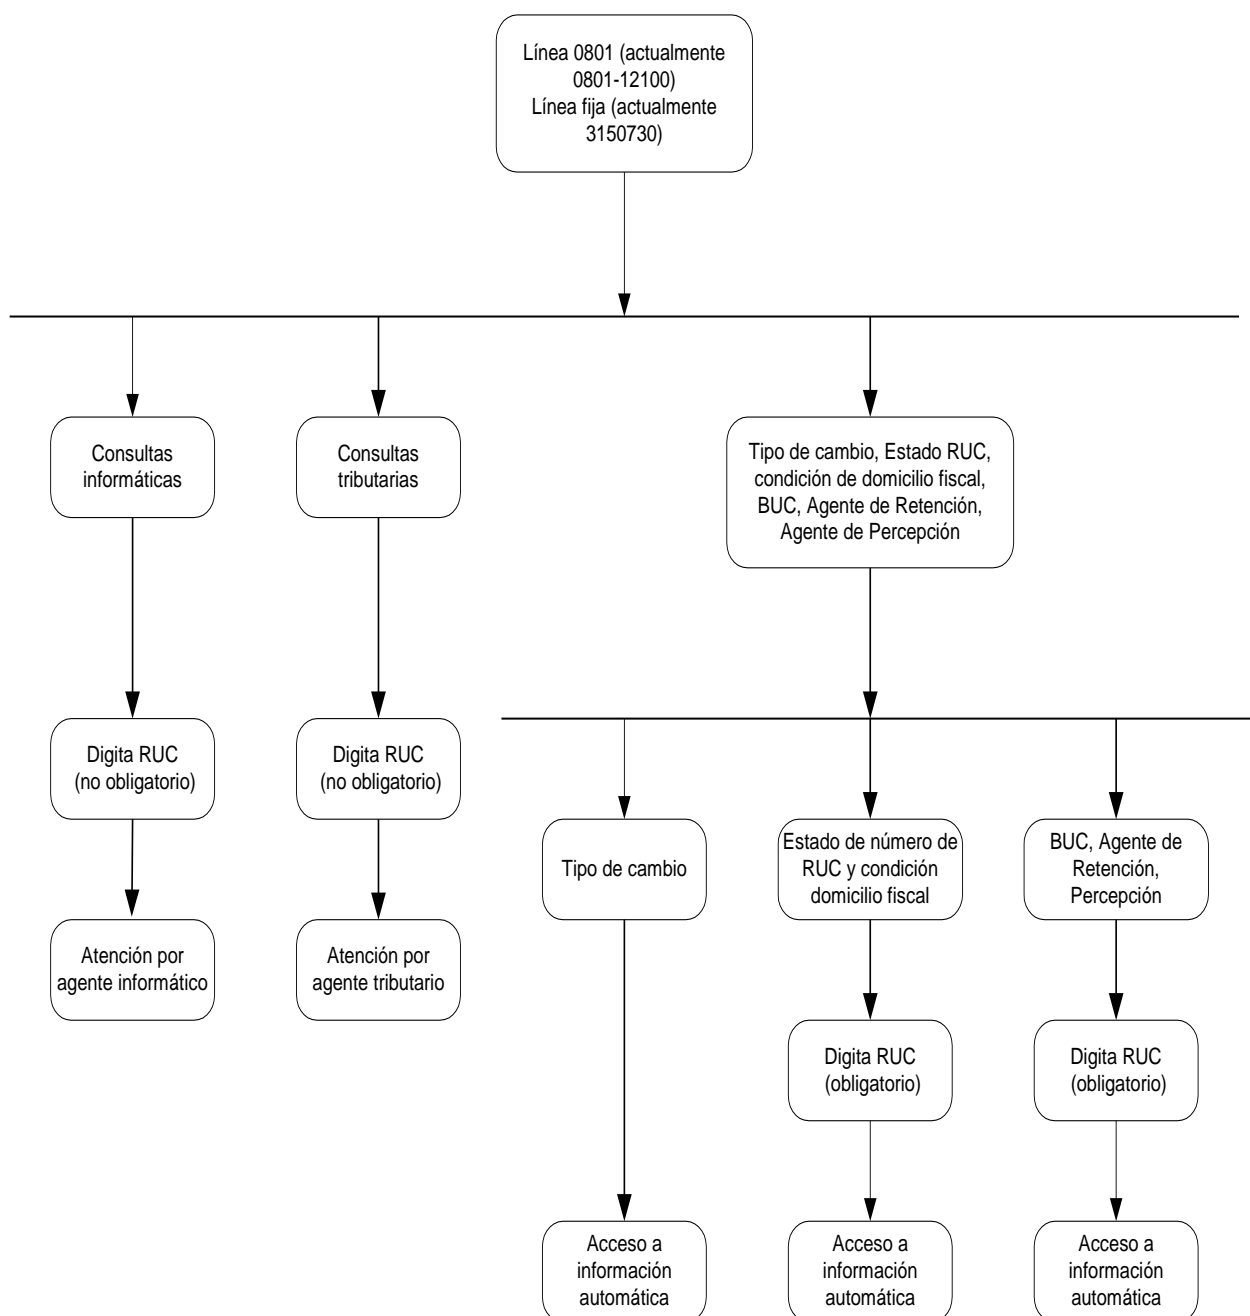 Línea 0801 (actualmente
0801-12100)
Línea fija (actualmente
3150730)
Consultas
informáticas
Consultas
tributarias
Tipo de cambio, Estado RUC,
condición de domicilio fiscal,
BUC, Agente de Retención,
Agente de Percepción
Digita RUC
(no obligatorio)
Digita RUC
(no obligatorio)
Tipo de cambio
Estado de número de
RUC y condición
domicilio fiscal
BUC, Agente de
Retención,
Percepción
Atención por
agente informático
Atención por
agente tributario
Digita RUC
(obligatorio)
Digita RUC
(obligatorio)
Acceso a
información
automática
Acceso a
información
automática
Acceso a
información
automática